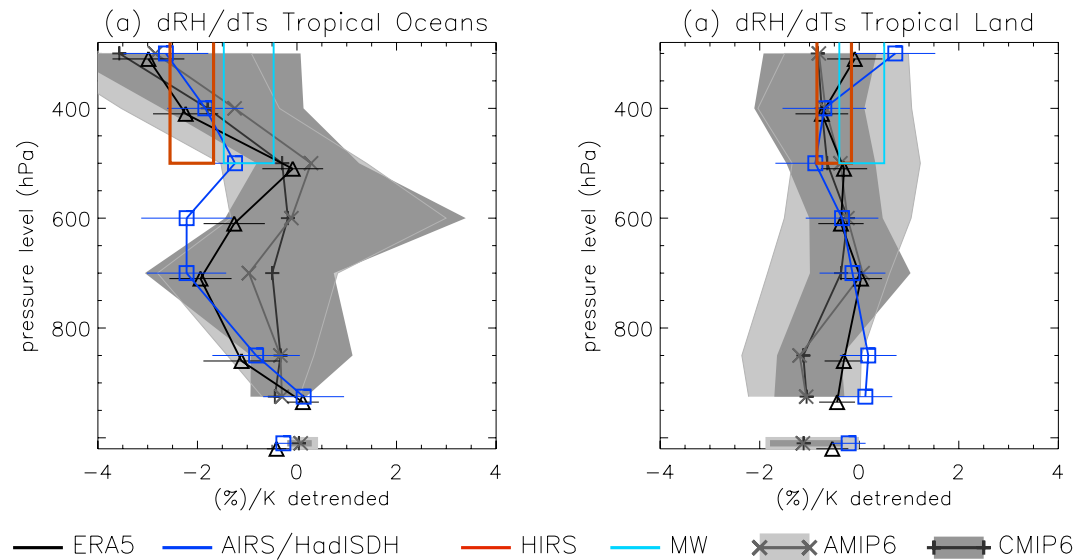 (a) dRH/dTs Tropical Oceans
(a) dRH/dTs Tropical Land
pressure level (hPa)
400
600
800
-4
-2
0
2
4
(%)/K detrended
pressure level (hPa)
400
600
800
-4
-2
0
2
4
(%)/K detrended
ERA5
AIRS/HadISDH
HIRS
MW
AMIP6
CMIP6